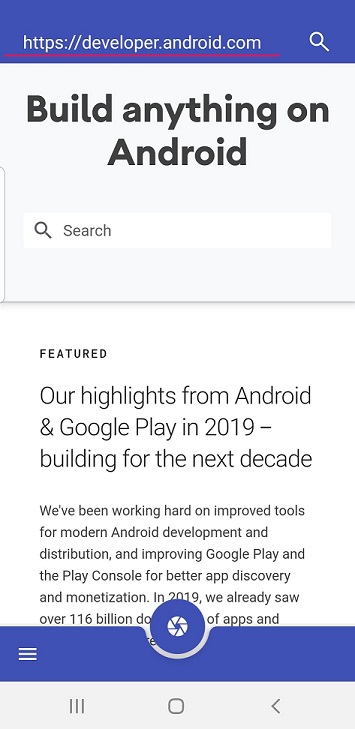 https://developer.android.com
Build anything on
Android
Search
FEATURED
Our highlights from Android
& Google Play in 2019 –
building for the next decade
We've been working hard on improved tools
for modern Android development and
distribution, and improving Google Play and
the Play Console for better app discovery
and monetization. In 2019, we already saw
over 116 billion do of apps and